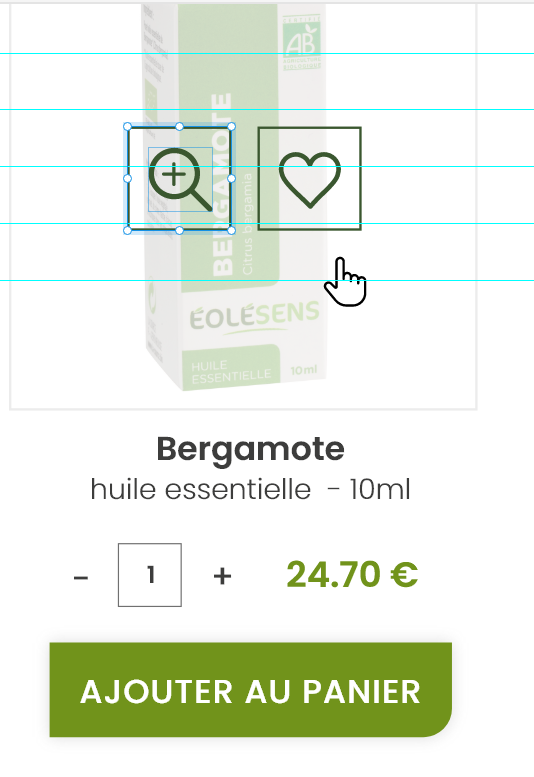 AB
BERGAMOTE
Citrus bergamia
ÉOLESENS
HUILE
ESSENTIELLE
10ml
Bergamote
huile essentielle - 10ml
- 1 + 24.70 €
AJOUTER AU PANIER